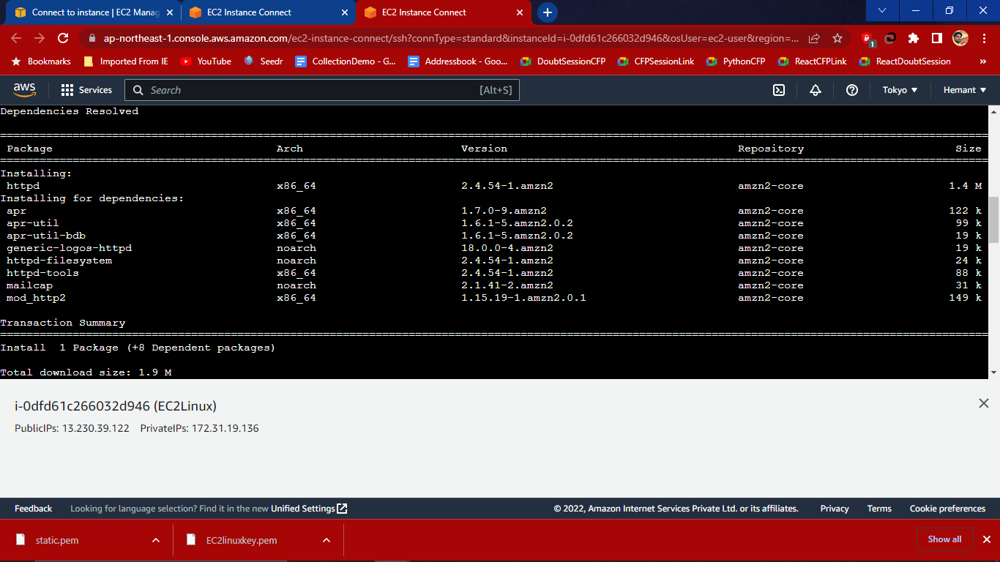 Connect to instance | EC2 Manag
EC2 Instance Connect
EC2 Instance Connect
ap-northeast-1.console.aws.amazon.com/ec2-instance-connect/ssh?connType=standard&instanceId=i-0dfd61c266032d946&osUser=ec2-user&region=...
1
Bookmarks Imported From IE YouTube Seedr CollectionDemo - G... Addressbook - Goo... DoubtSessionCFP CFPSessionLink PythonCFP ReactCFPLink ReactDoubtSession »
aws Services Search [Alt+S] Tokyo ▼ Hemant ▼
Dependencies Resolved
Package Arch Version Repository Size
Installing:
httpd x86_64 2.4.54-1.amzn2 amzn2-core 1.4 M
Installing for dependencies:
apr x86_64 1.7.0-9.amzn2 amzn2-core 122 k
apr-util x86_64 1.6.1-5.amzn2.0.2 amzn2-core 99 k
apr-util-bdb x86_64 1.6.1-5.amzn2.0.2 amzn2-core 19 k
generic-logos-httpd noarch 18.0.0-4.amzn2 amzn2-core 19 k
httpd-filesystem noarch 2.4.54-1.amzn2 amzn2-core 24 k
httpd-tools x86_64 2.4.54-1.amzn2 amzn2-core 88 k
mailcap noarch 2.1.41-2.amzn2 amzn2-core 31 k
mod_http2 x86_64 1.15.19-1.amzn2.0.1 amzn2-core 149 k
Transaction Summary
Install 1 Package (+8 Dependent packages)
Total download size: 1.9 M
i-0dfd61c266032d946 (EC2Linux)
PublicIPs: 13.230.39.122 PrivateIPs: 172.31.19.136
Feedback Looking for language selection? Find it in the new Unified Settings © 2022, Amazon Internet Services Private Ltd. or its affiliates. Privacy Terms Cookie preferences
static.pem EC2linuxkey.pem Show all